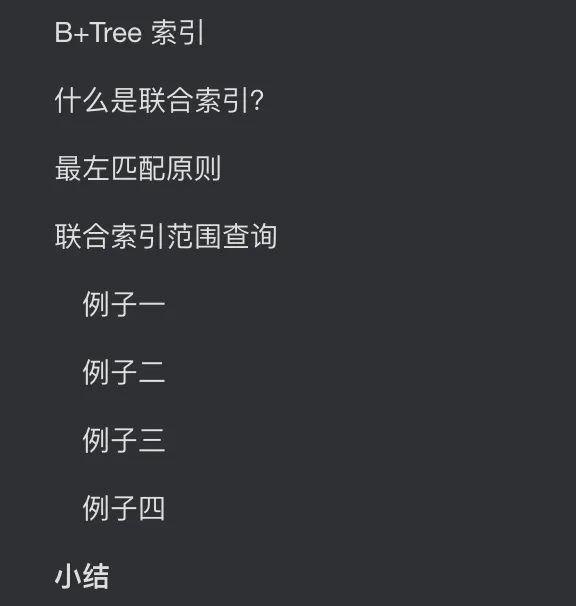 B+Tree 索引
什么是联合索引？
最左匹配原则
联合索引范围查询
例子一
例子二
例子三
例子四
小结